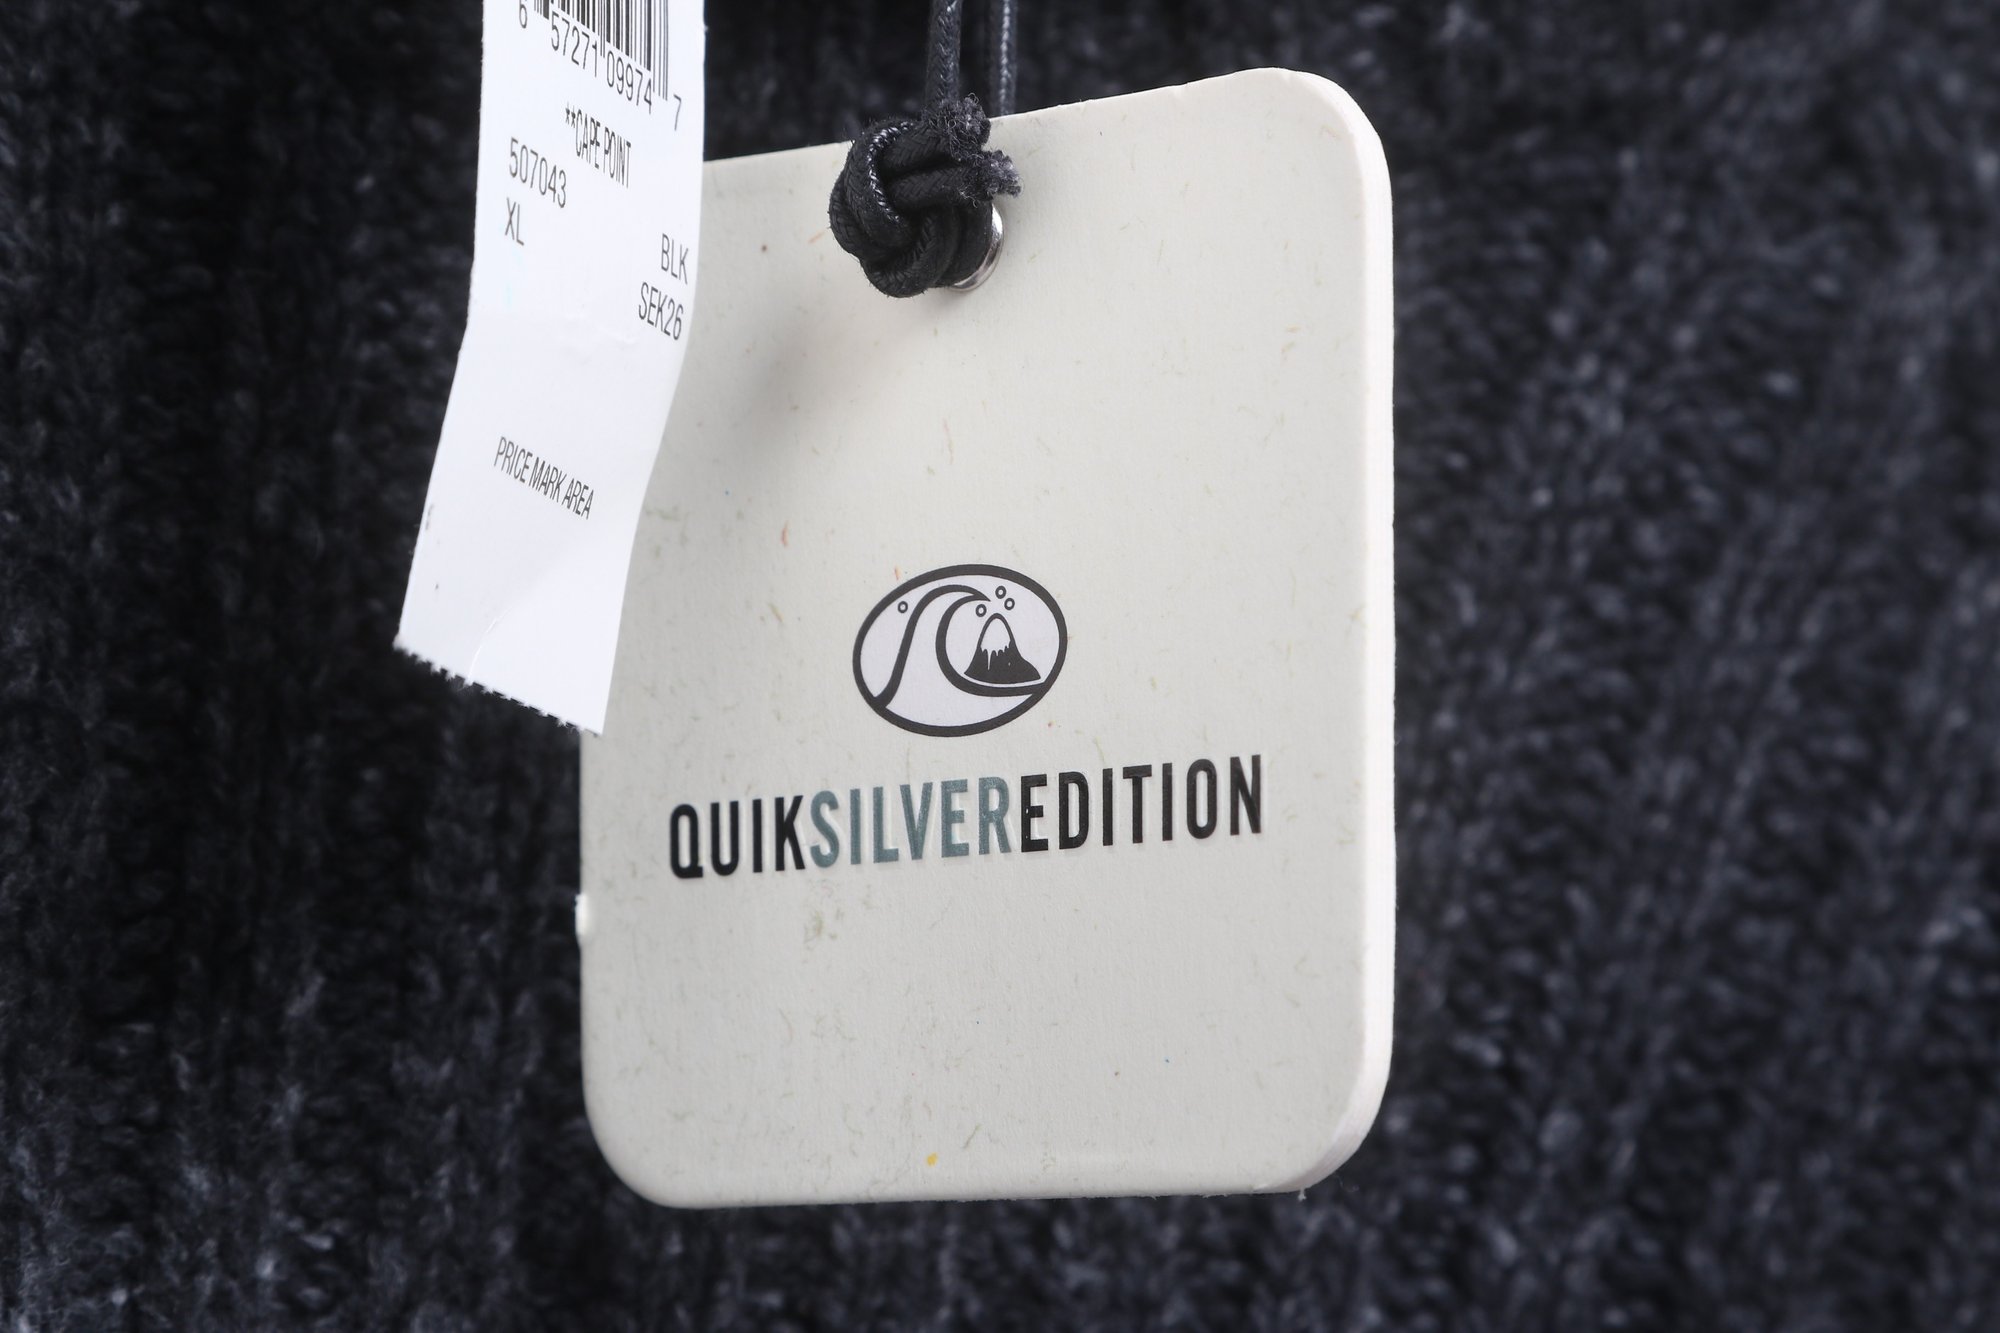 6 57271 09974 7
**CAPE POINT
507043
XL
BLK
SEK26
PRICE MARK AREA
QUIKSILVEREDITION